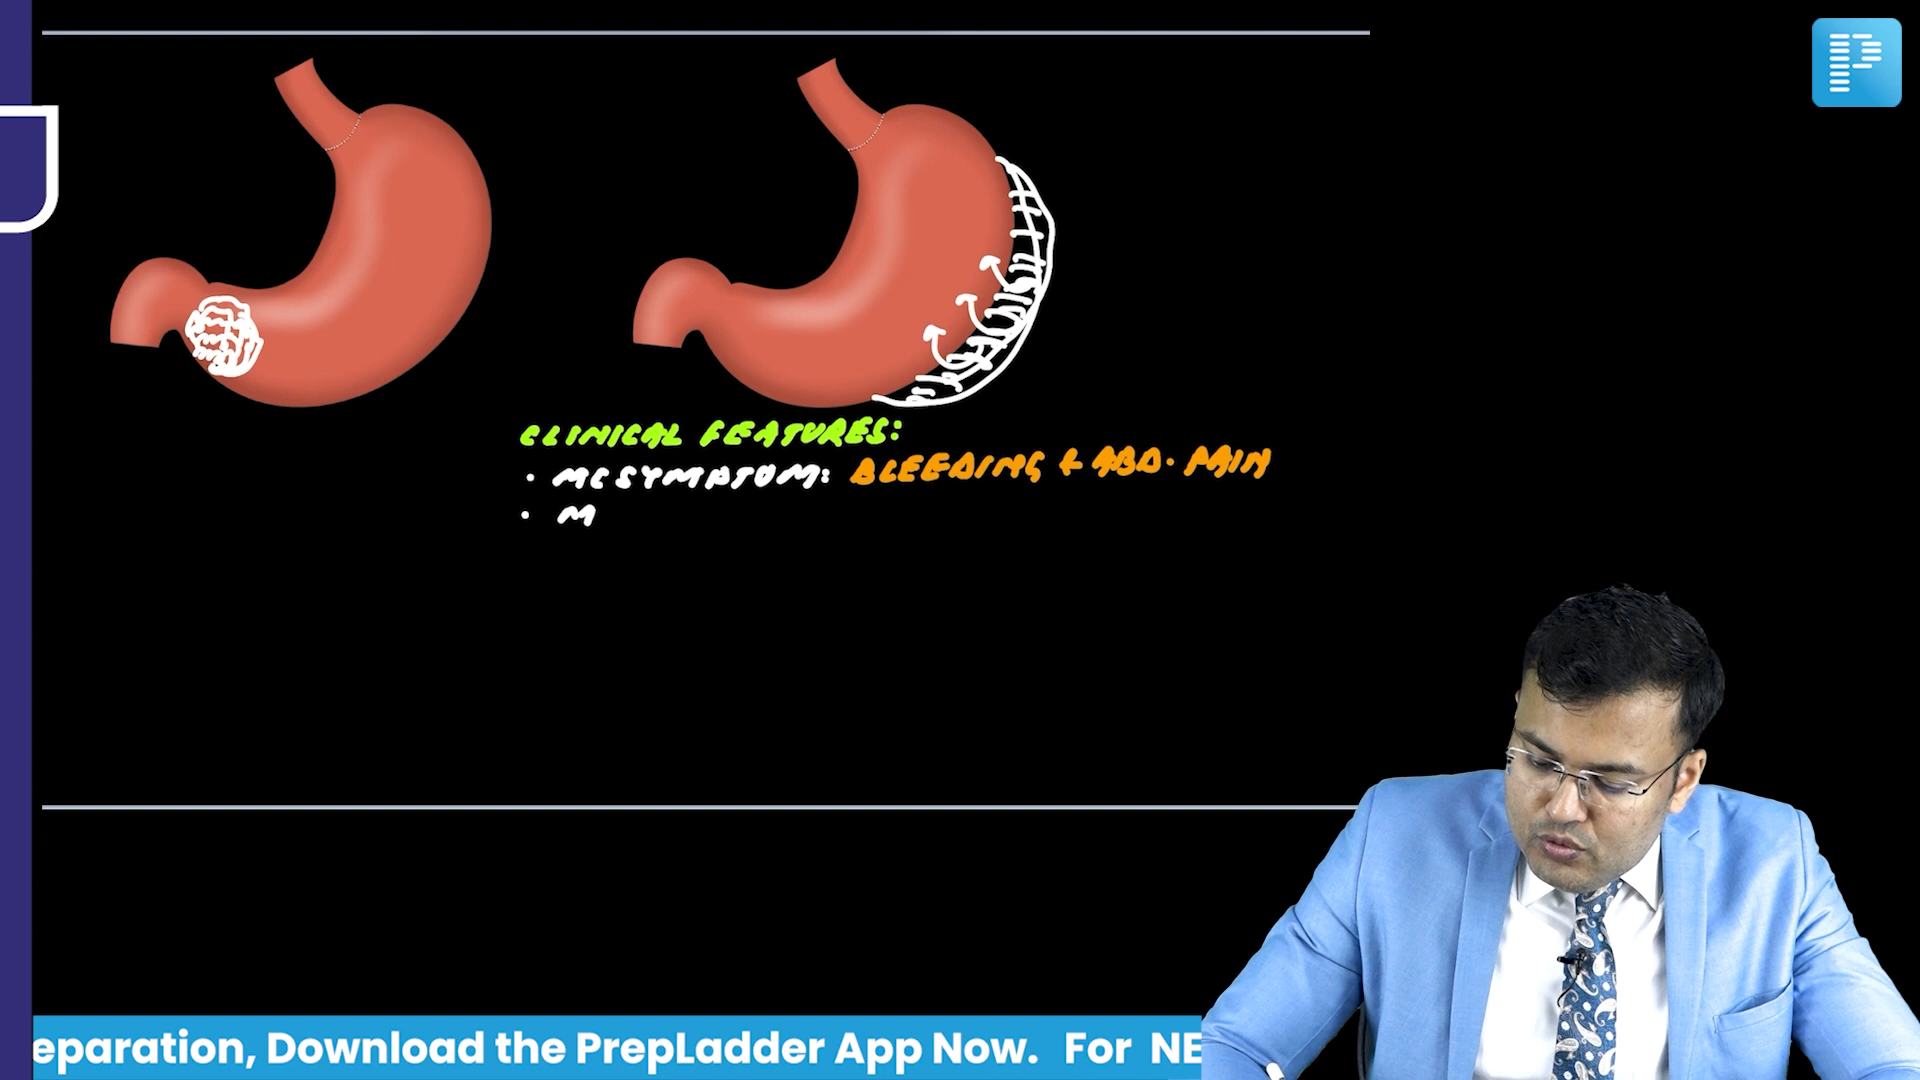 CLINICAL FEATURES:
• MC SYMPTOM: BLEEDING & ABD. PAIN
• M
eparation, Download the PrepLadder App Now. For NE